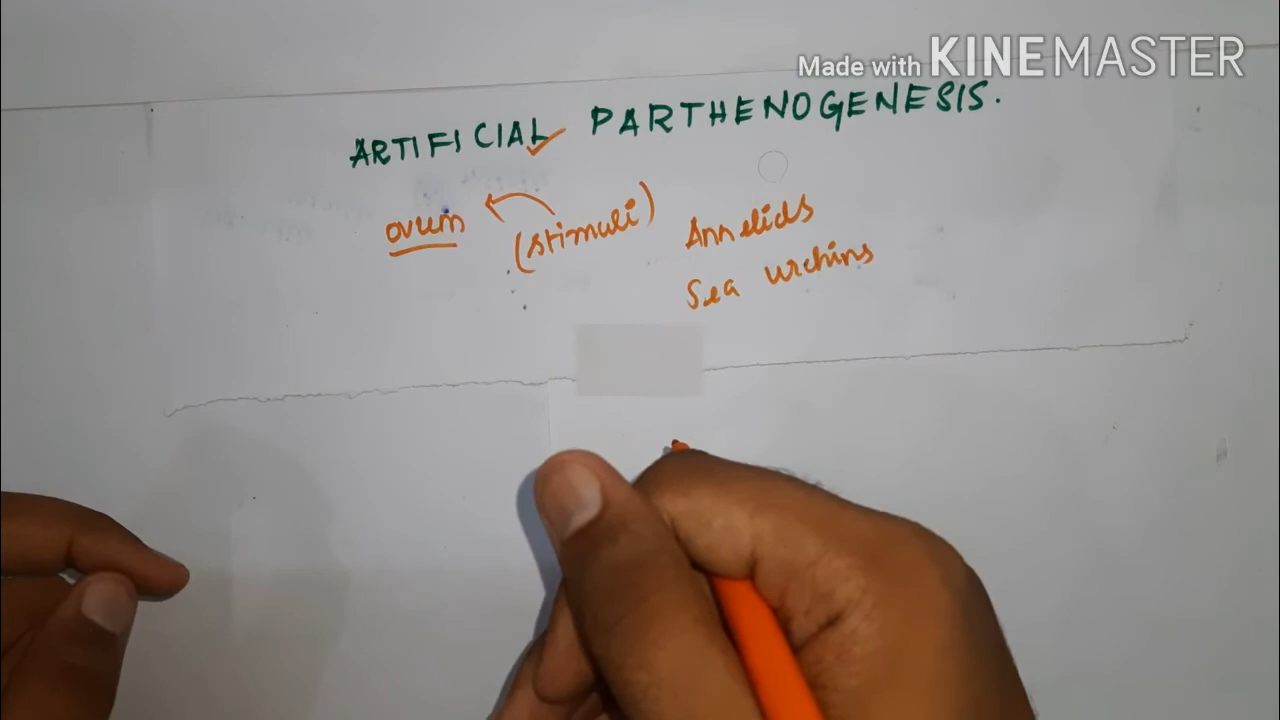 Made with KINEMASTER
ARTIFICIAL PARTHENOGENESIS.
ovum (stimuli) Annelids
Sea urchins